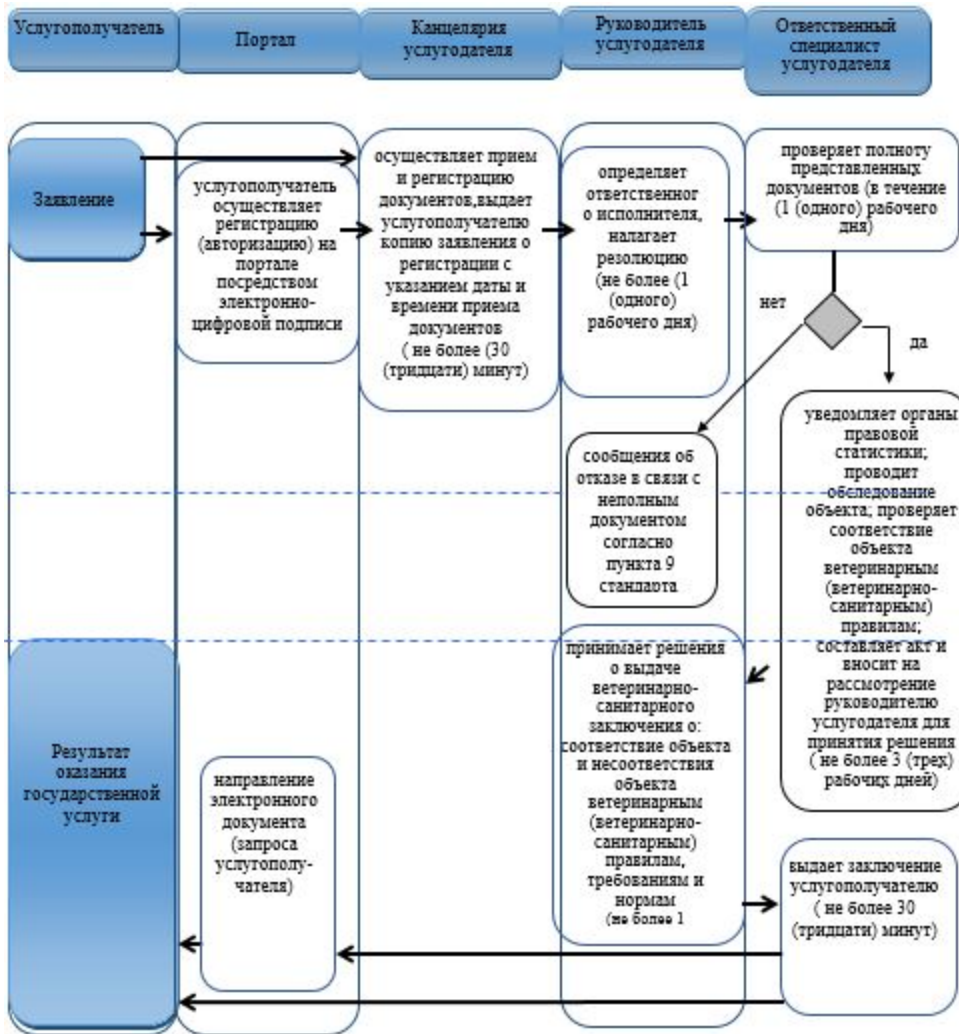 Услугополучатель
Портал
Канцелярия
услугодателя
Руководитель
услугодателя
Ответственный
специалист
услугодателя
Заявление
услугополучатель
осуществляет
регистрацию
(авторизацию) на
портале
посредством
электронно-
цифровой подписи
осуществляет прием
и регистрацию
документов,выдает
услугополучателю
копию заявления о
регистрации с
указанием даты и
времени приема
документов
( не более (30
(тридцати) минут)
определяет
ответственног
о исполнителя,
налагает
резолюцию
(не более (1
(одного)
рабочего дня)
проверяет полноту
представленных
документов (в течение
(1 (одного) рабочего
дня)
нет
да
сообщения об
отказе в связи с
неполным
документом
согласно
пункта 9
стандарта
уведомляет органы
правовой
статистики;
проводит
обследование
объекта; проверяет
соответствие
объекта
ветеринарным
(ветеринарно-
санитарным)
правилам;
составляет акт и
вносит на
рассмотрение
руководителю
услугодателя для
принятия решения
( не более 3 (трех)
рабочих дней)
принимает решения
о выдаче
ветеринарно-
санитарного
заключения о:
соответствие объекта
и несоответствия
объекта
ветеринарным
(ветеринарно-
санитарным)
правилам,
требованиям и
нормам
(не более 1
Результат
оказания
государственной
услуги
направление
электронного
документа
(запроса
услугополу-
чателя)
выдает заключение
услугополучателю
( не более 30
(тридцати) минут)